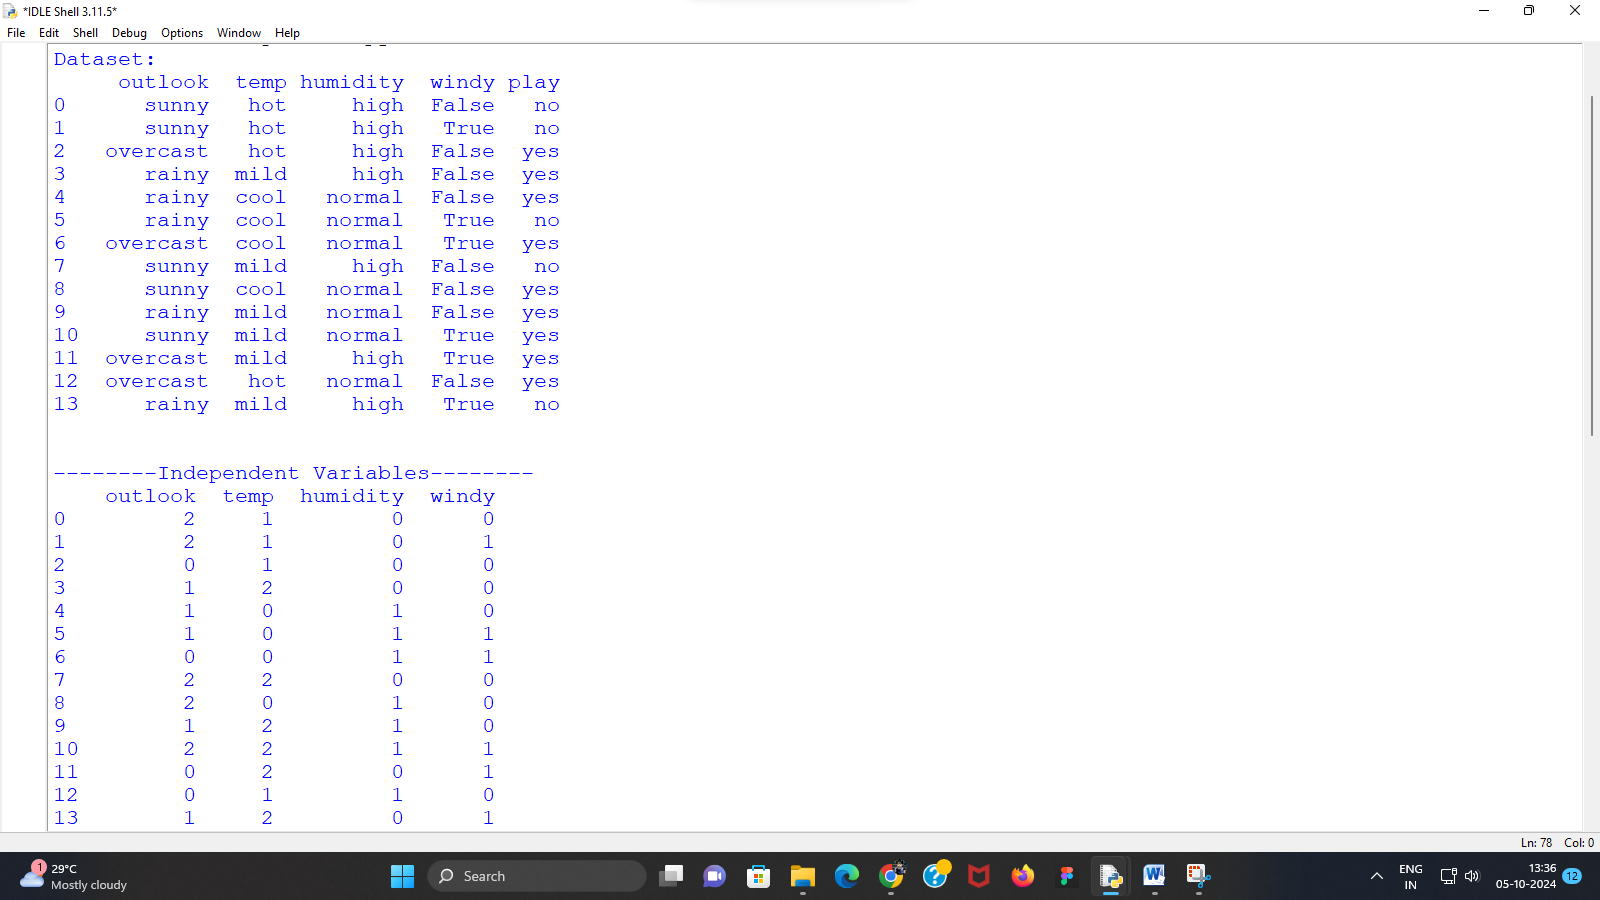 *IDLE Shell 3.11.5*
File Edit Shell Debug Options Window Help
Dataset:
outlook temp humidity windy play
0 sunny hot high False no
1 sunny hot high True no
2 overcast hot high False yes
3 rainy mild high False yes
4 rainy cool normal False yes
5 rainy cool normal True no
6 overcast cool normal True yes
7 sunny mild high False no
8 sunny cool normal False yes
9 rainy mild normal False yes
10 sunny mild normal True yes
11 overcast mild high True yes
12 overcast hot normal False yes
13 rainy mild high True no
--------Independent Variables--------
outlook temp humidity windy
0 2 1 0 0
1 2 1 0 1
2 0 1 0 0
3 1 2 0 0
4 1 0 1 0
5 1 0 1 1
6 0 0 1 1
7 2 2 0 0
8 2 0 1 0
9 1 2 1 0
10 2 2 1 1
11 0 2 0 1
12 0 1 1 0
13 1 2 0 1
Ln: 78 Col: 0
1
29°C
Mostly cloudy
Search
ENG
IN
13:36
05-10-2024
12